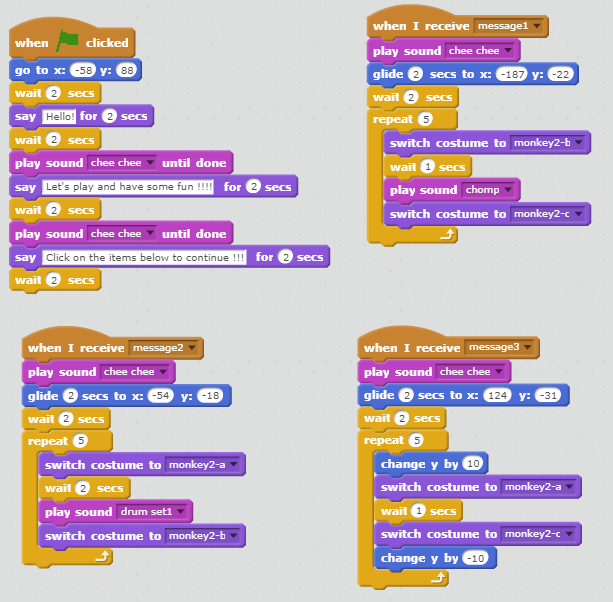 when clicked
go to x: -58 y: 88
wait 2 secs
say Hello! for 2 secs
wait 2 secs
play sound chee chee until done
say Let's play and have some fun !!!! for 2 secs
wait 2 secs
play sound chee chee until done
say Click on the items below to continue !!! for 2 secs
wait 2 secs
when I receive message1
play sound chee chee
glide 2 secs to x: -187 y: -22
wait 2 secs
repeat 5
switch costume to monkey2-b
wait 1 secs
play sound chomp
switch costume to monkey2-c
when I receive message2
play sound chee chee
glide 2 secs to x: -54 y: -18
wait 2 secs
repeat 5
switch costume to monkey2-a
wait 2 secs
play sound drum set1
switch costume to monkey2-b
when I receive message3
play sound chee chee
glide 2 secs to x: 124 y: -31
wait 2 secs
repeat 5
change y by 10
switch costume to monkey2-a
wait 1 secs
switch costume to monkey2-c
change y by -10